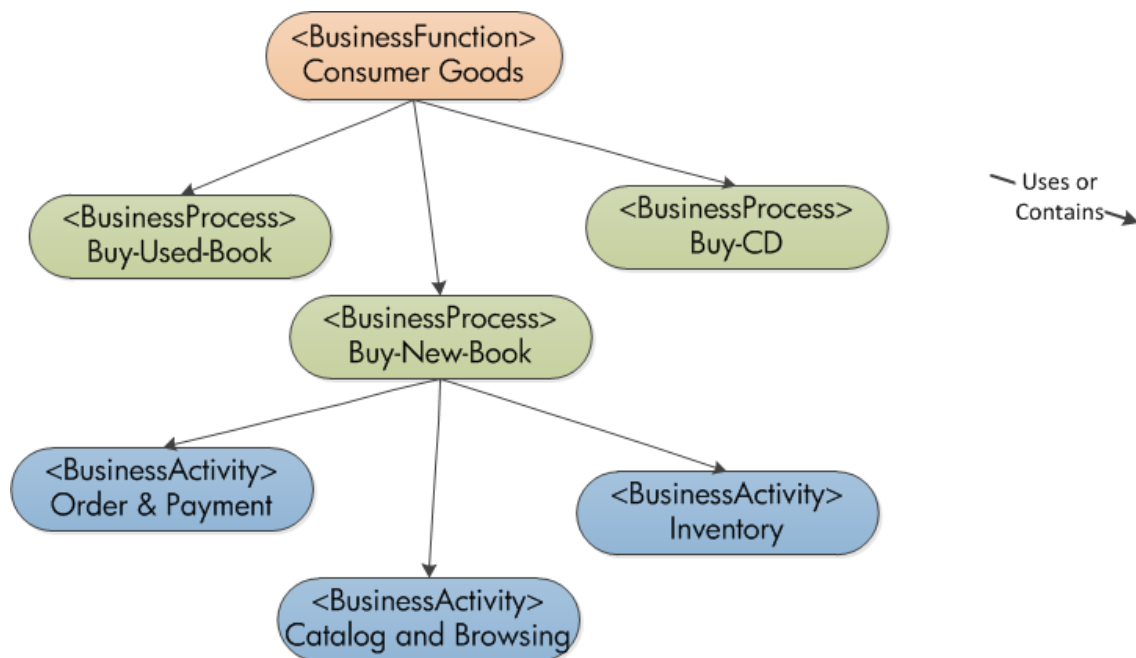 <BusinessFunction>
Consumer Goods
<BusinessProcess>
Buy-Used-Book
<BusinessProcess>
Buy-CD
Uses or
Contains
<BusinessProcess>
Buy-New-Book
<BusinessActivity>
Order & Payment
<BusinessActivity>
Inventory
<BusinessActivity>
Catalog and Browsing